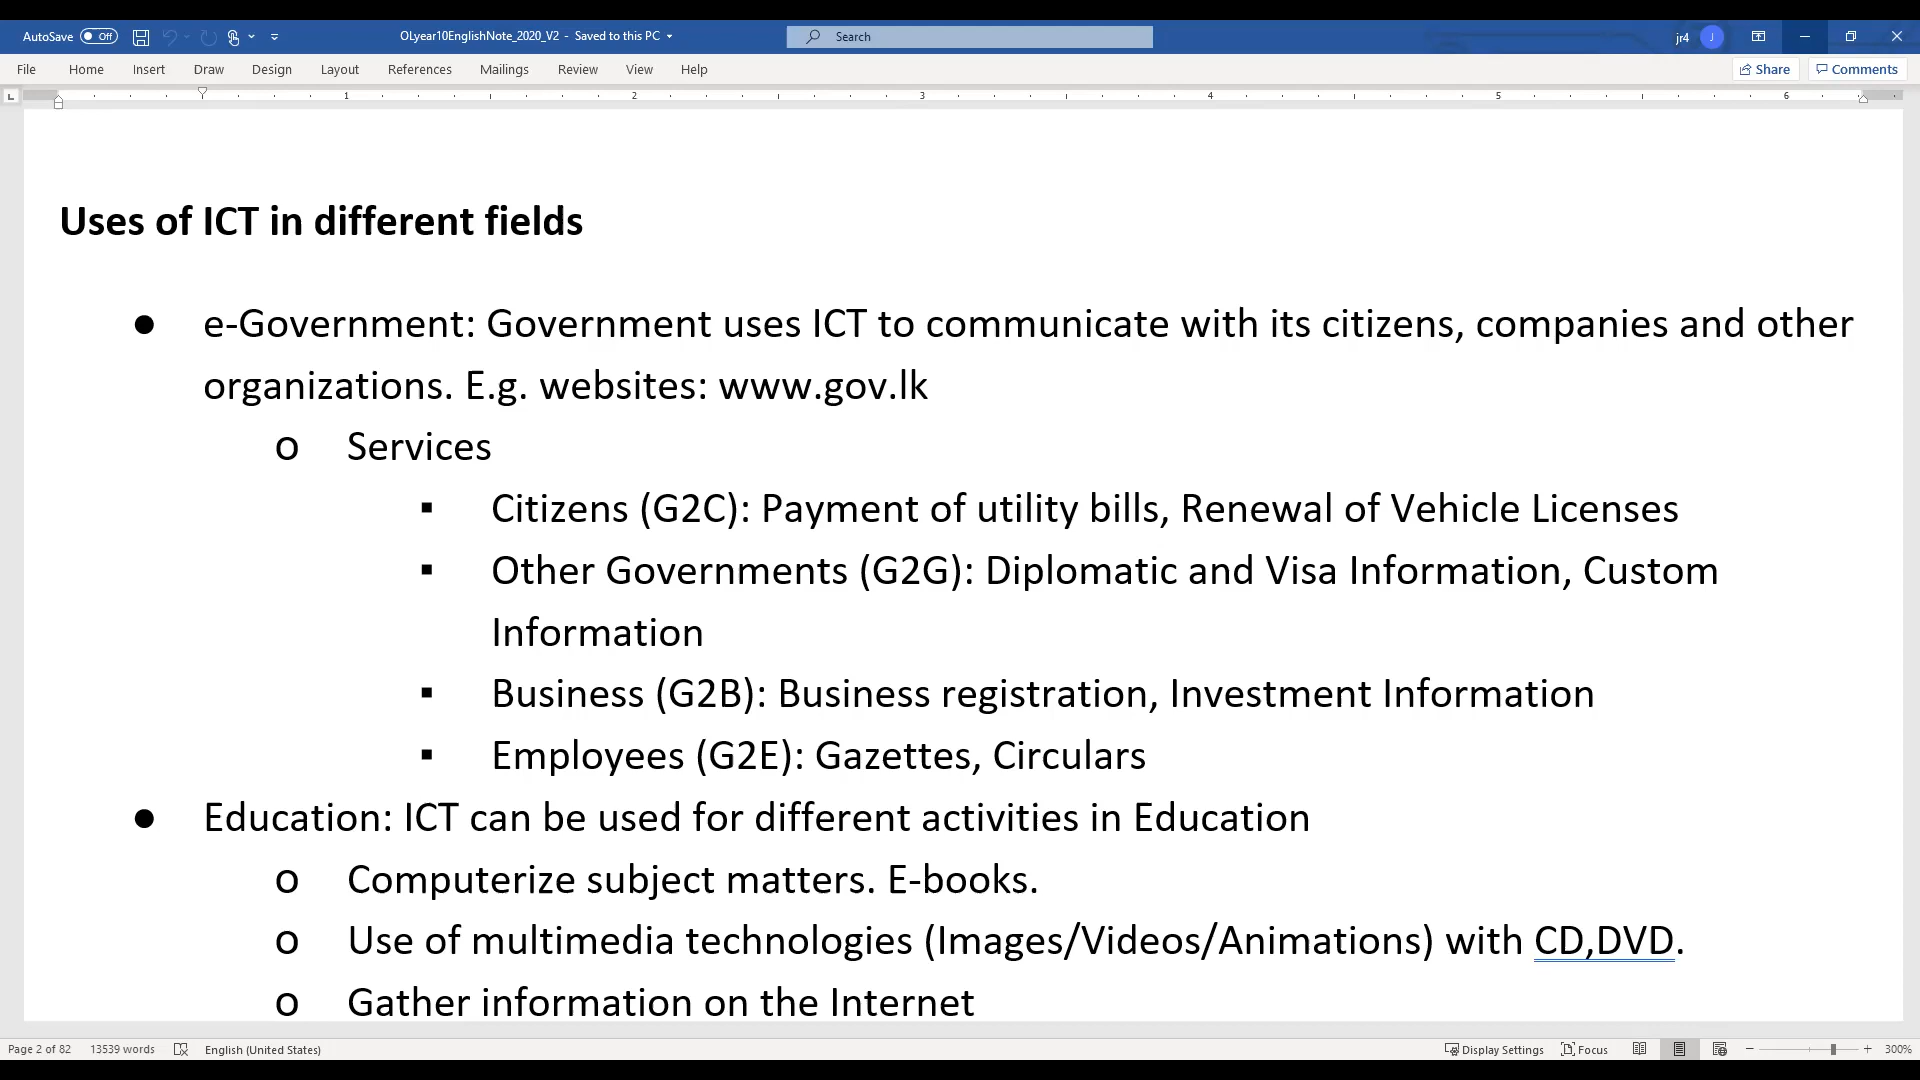 AutoSave Off OLyear10EnglishNote_2020_V2 - Saved to this PC Search jr4 J
File Home Insert Draw Design Layout References Mailings Review View Help Share Comments
1 2 3 4 5 6
Uses of ICT in different fields
● e-Government: Government uses ICT to communicate with its citizens, companies and other
organizations. E.g. websites: www.gov.lk
o Services
▪ Citizens (G2C): Payment of utility bills, Renewal of Vehicle Licenses
▪ Other Governments (G2G): Diplomatic and Visa Information, Custom
Information
▪ Business (G2B): Business registration, Investment Information
▪ Employees (G2E): Gazettes, Circulars
● Education: ICT can be used for different activities in Education
o Computerize subject matters. E-books.
o Use of multimedia technologies (Images/Videos/Animations) with CD,DVD.
o Gather information on the Internet
Page 2 of 82 13539 words English (United States) Display Settings Focus 300%